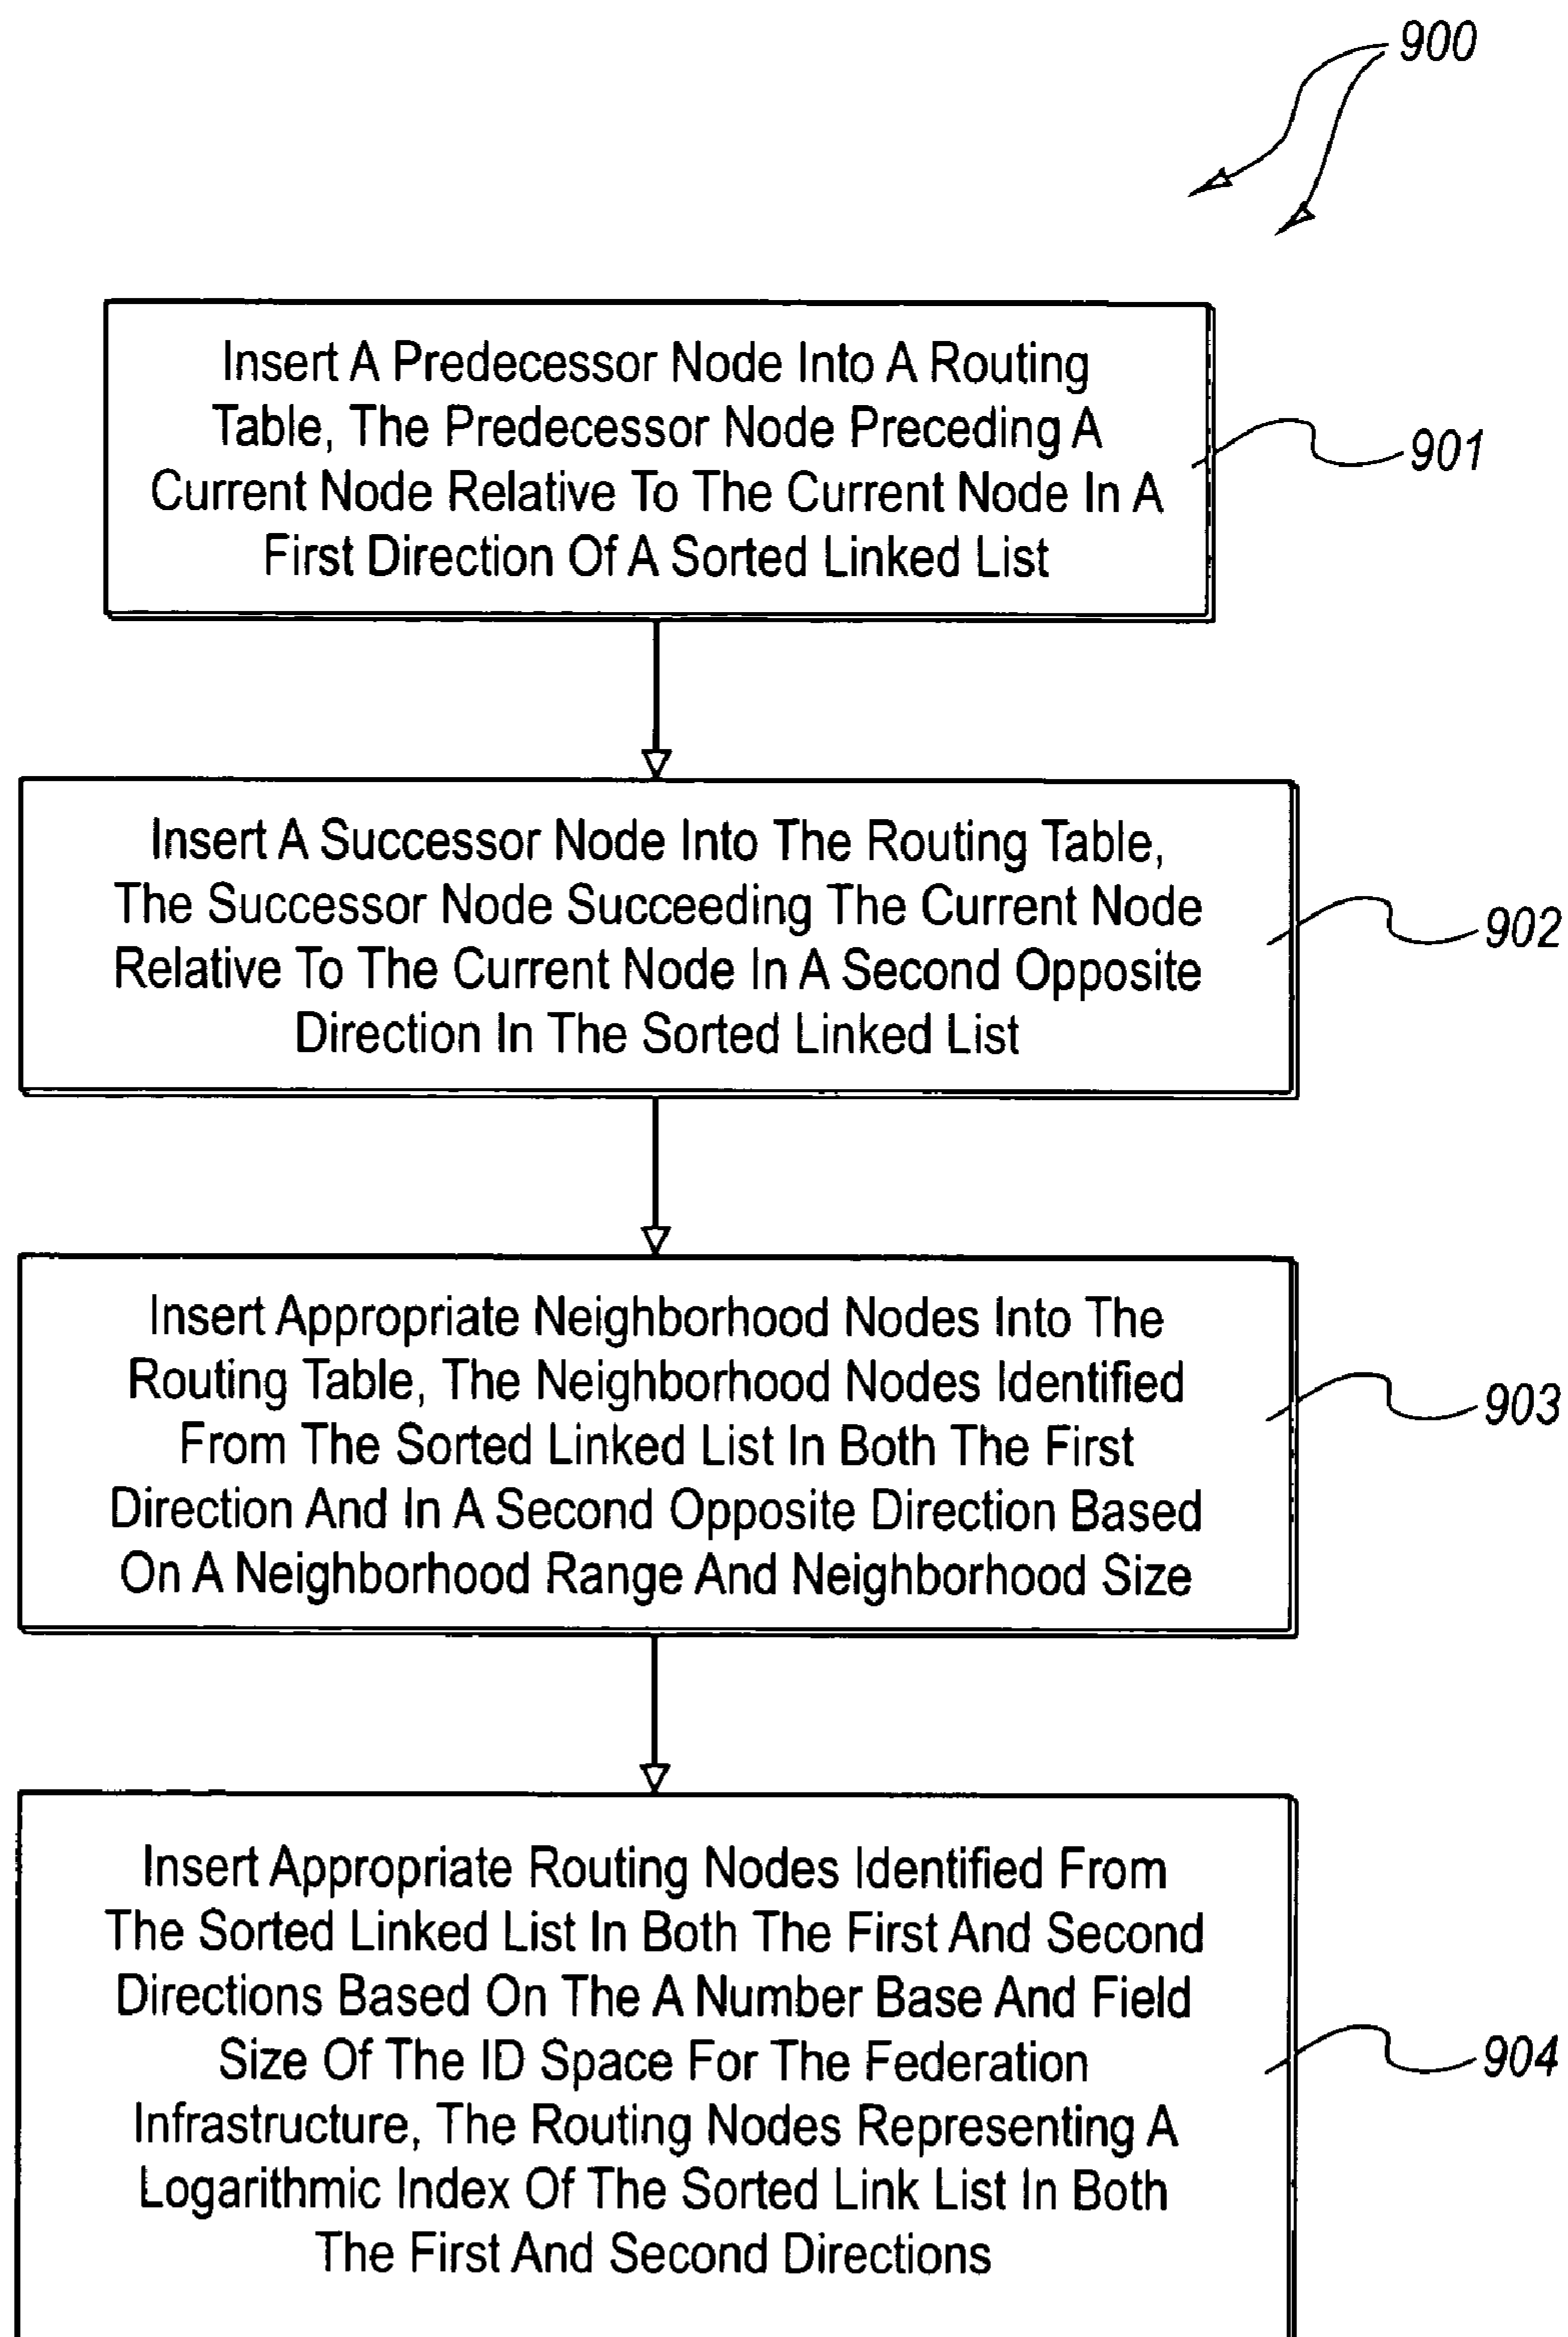 900
Insert A Predecessor Node Into A Routing
Table, The Predecessor Node Preceding A
Current Node Relative To The Current Node In A
First Direction Of A Sorted Linked List
901
Insert A Successor Node Into The Routing Table,
The Successor Node Succeeding The Current Node
Relative To The Current Node In A Second Opposite
Direction In The Sorted Linked List
902
Insert Appropriate Neighborhood Nodes Into The
Routing Table, The Neighborhood Nodes Identified
From The Sorted Linked List In Both The First
Direction And In A Second Opposite Direction Based
On A Neighborhood Range And Neighborhood Size
903
Insert Appropriate Routing Nodes Identified From
The Sorted Linked List In Both The First And Second
Directions Based On The A Number Base And Field
Size Of The ID Space For The Federation
Infrastructure, The Routing Nodes Representing A
Logarithmic Index Of The Sorted Link List In Both
The First And Second Directions
904